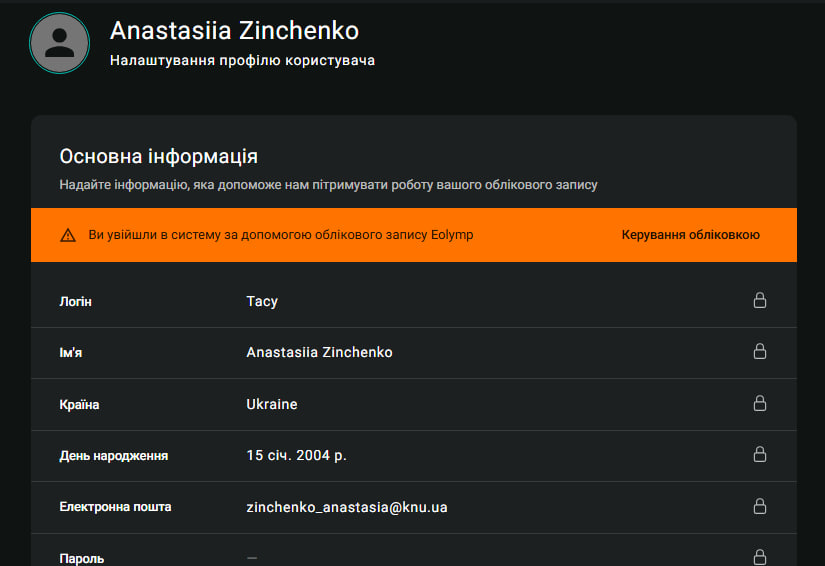 Anastasiia Zinchenko
Налаштування профілю користувача
Основна інформація
Надайте інформацію, яка допоможе нам пітримувати роботу вашого облікового запису
Ви увійшли в систему за допомогою облікового запису Eolymp Керування обліковкою
Логін Tacy
Ім'я Anastasiia Zinchenko
Країна Ukraine
День народження 15 січ. 2004 р.
Електронна пошта zinchenko_anastasia@knu.ua
Пароль —